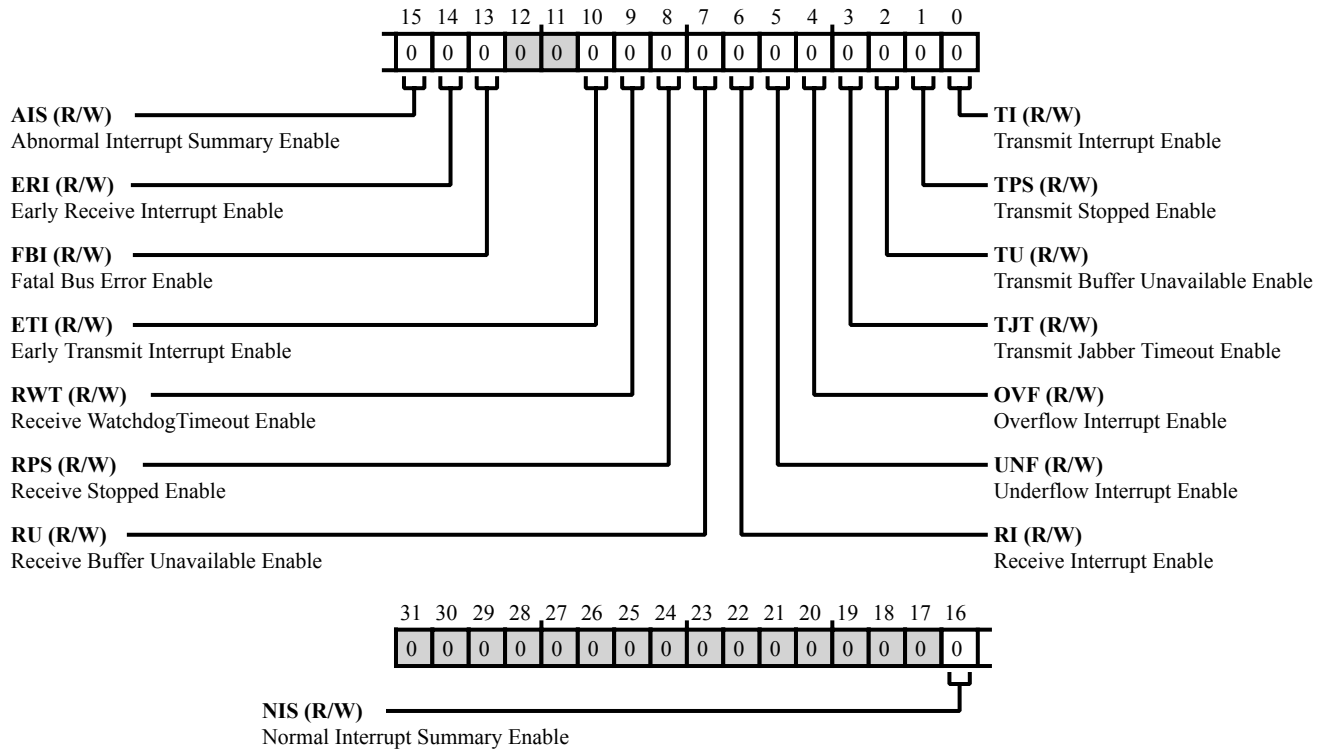 15 14 13 12 11 10 9 8 7 6 5 4 3 2 1 0
0 0 0 0 0 0 0 0 0 0 0 0 0 0 0 0
AIS (R/W)
Abnormal Interrupt Summary Enable
ERI (R/W)
Early Receive Interrupt Enable
FBI (R/W)
Fatal Bus Error Enable
ETI (R/W)
Early Transmit Interrupt Enable
RWT (R/W)
Receive WatchdogTimeout Enable
RPS (R/W)
Receive Stopped Enable
RU (R/W)
Receive Buffer Unavailable Enable
TI (R/W)
Transmit Interrupt Enable
TPS (R/W)
Transmit Stopped Enable
TU (R/W)
Transmit Buffer Unavailable Enable
TJT (R/W)
Transmit Jabber Timeout Enable
OVF (R/W)
Overflow Interrupt Enable
UNF (R/W)
Underflow Interrupt Enable
RI (R/W)
Receive Interrupt Enable
31 30 29 28 27 26 25 24 23 22 21 20 19 18 17 16
0 0 0 0 0 0 0 0 0 0 0 0 0 0 0 0
NIS (R/W)
Normal Interrupt Summary Enable